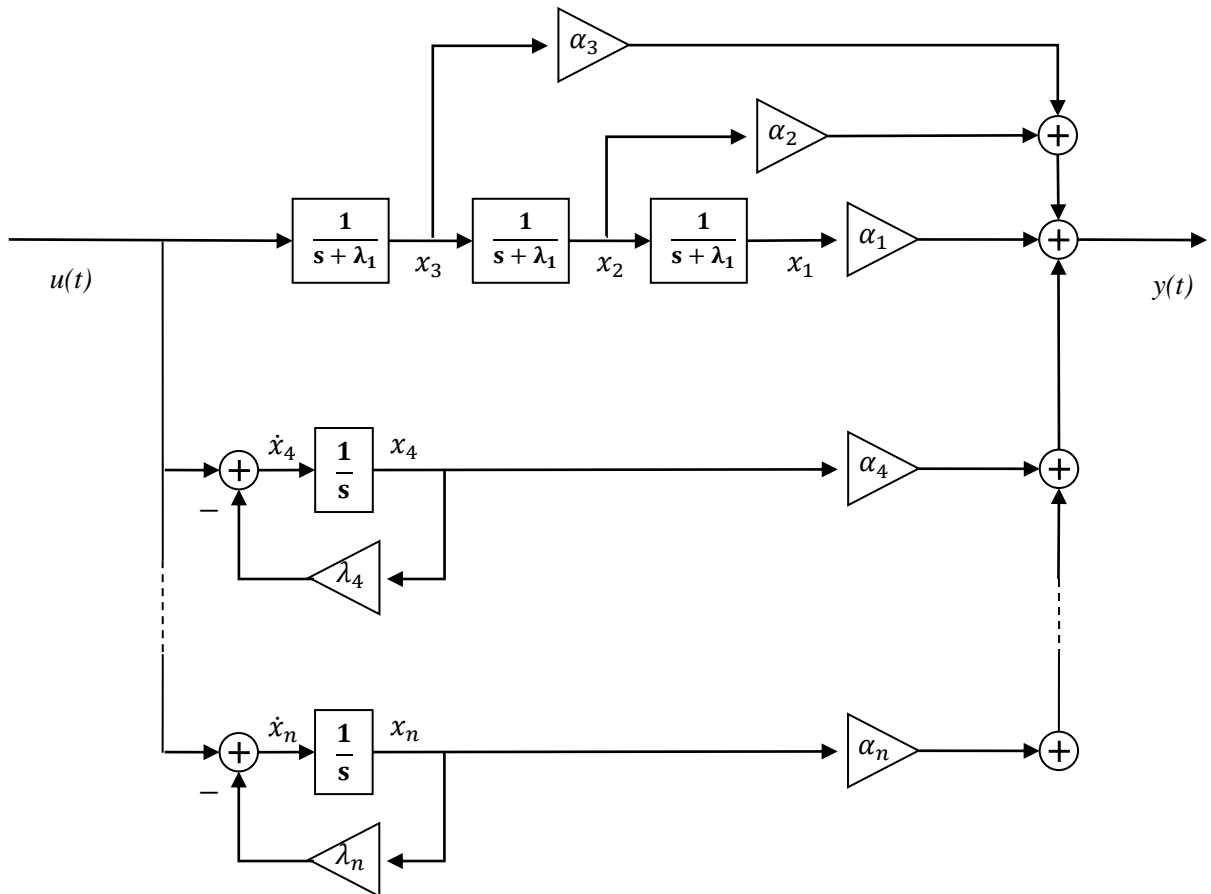 α₃
+
α₂
1/(s + λ₁) 1/(s + λ₁) 1/(s + λ₁) α₁ +
u(t) x₃ x₂ x₁ y(t)
ẋ₄ x₄
+ 1/s α₄ +
−
λ₄
ẋₙ xₙ
+ 1/s αₙ +
−
λₙ